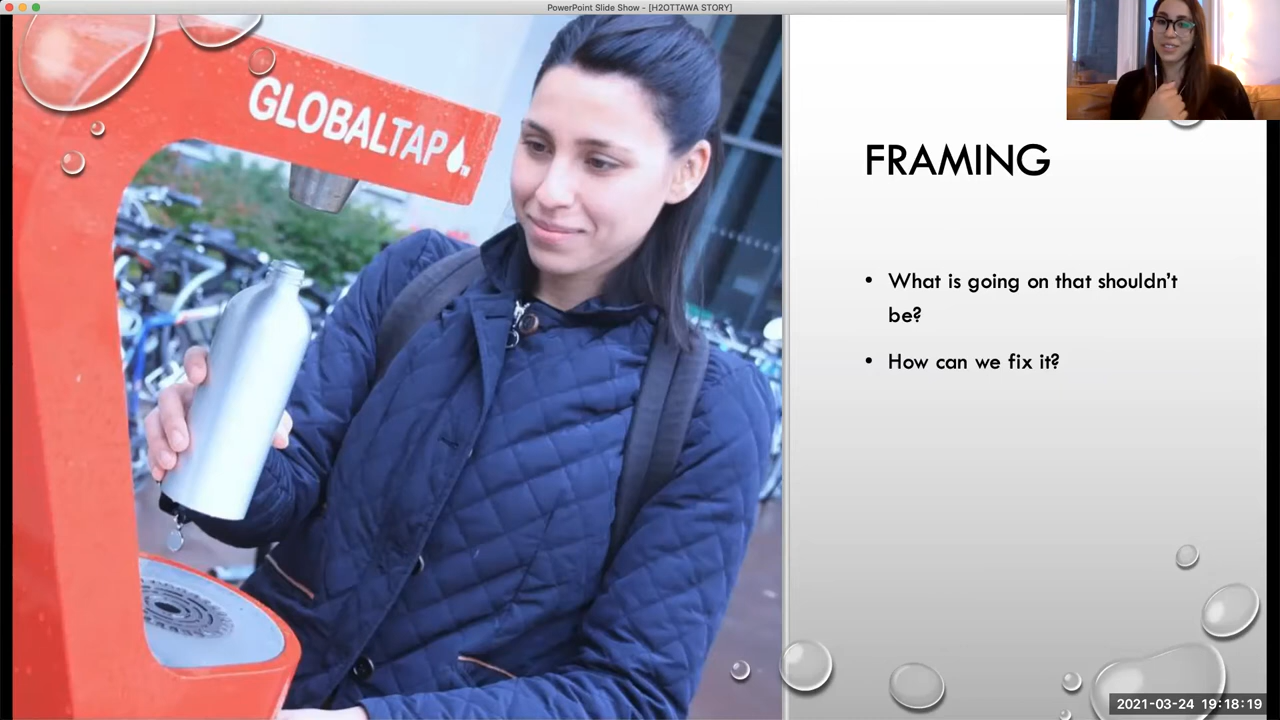 PowerPoint Slide Show - [H2OTTAWA STORY]
GLOBALTAP
TM
FRAMING
• What is going on that shouldn't
be?
• How can we fix it?
2021-03-24 19:18:19